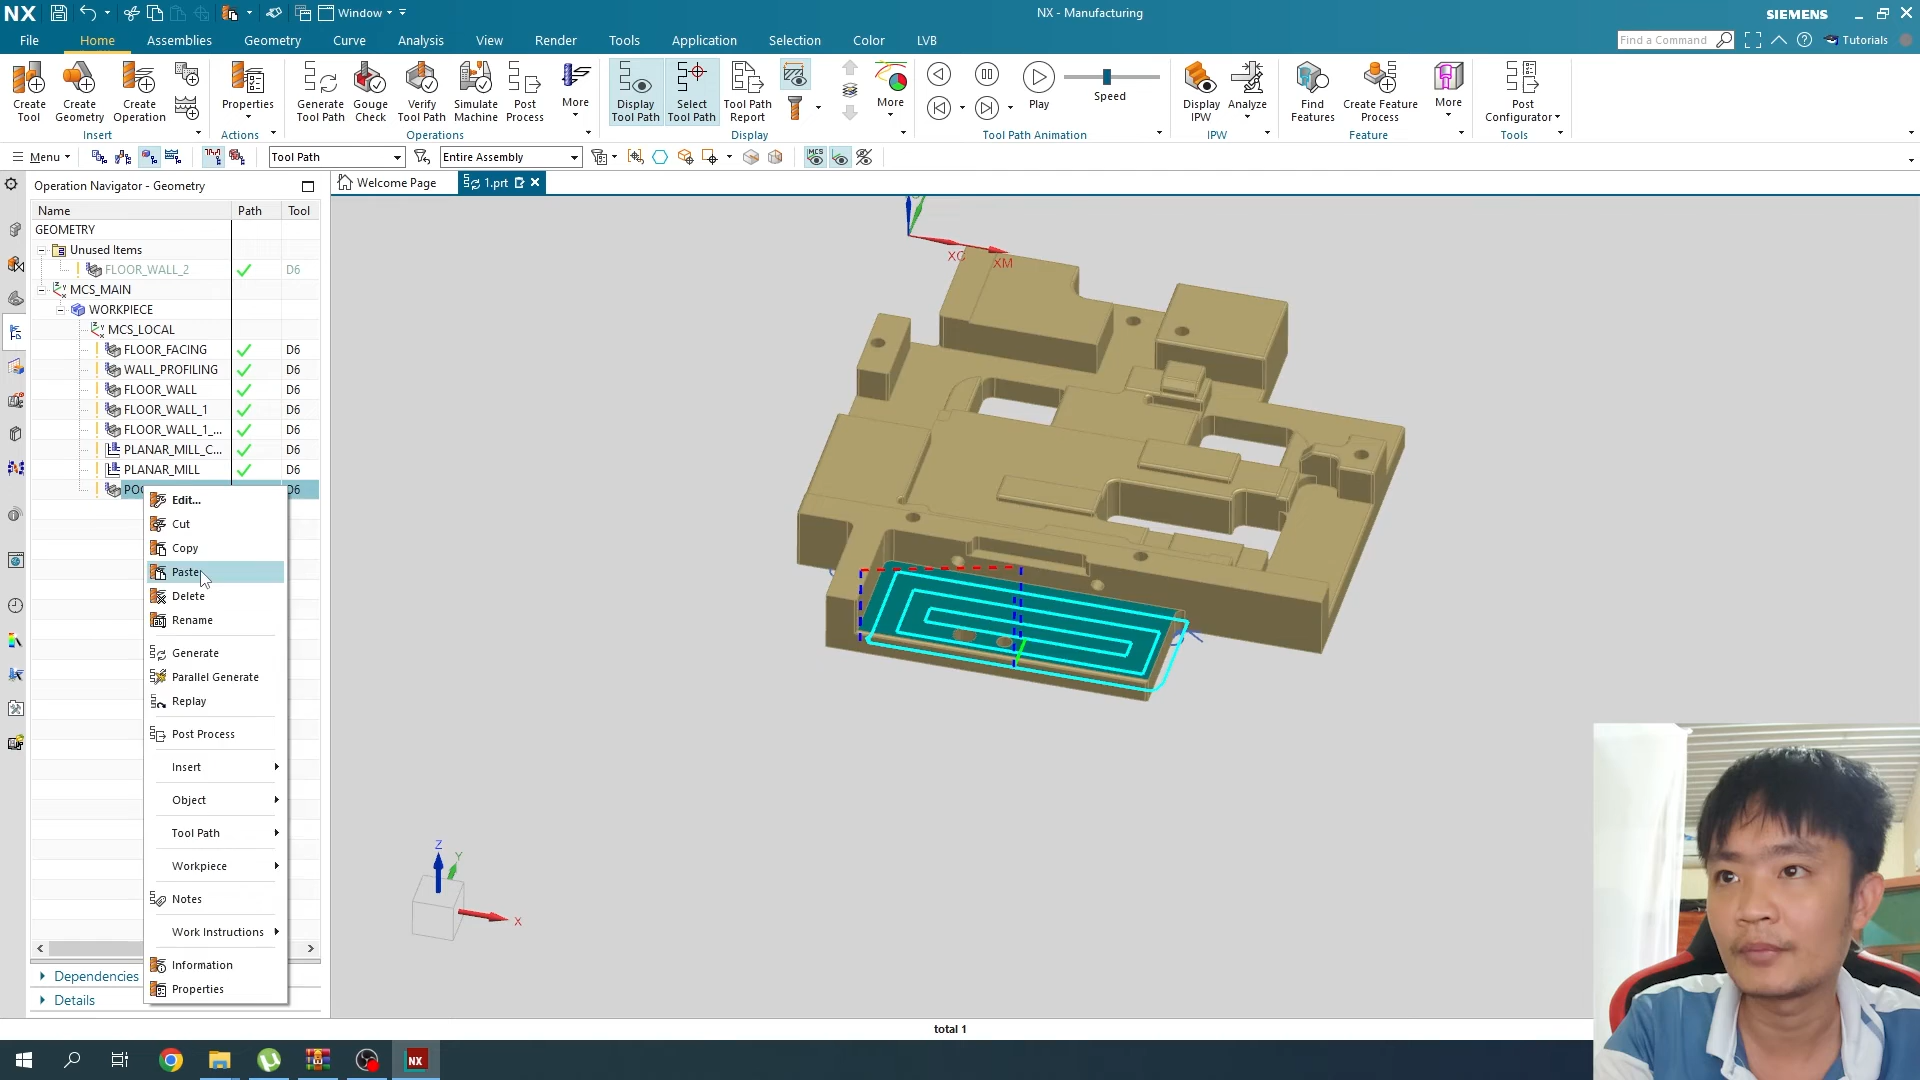 NX
Window
NX - Manufacturing
SIEMENS
File
Home
Assemblies
Geometry
Curve
Analysis
View
Render
Tools
Application
Selection
Color
LVB
Find a Command
Tutorials
Create Tool
Create Geometry
Create Operation
Properties
Generate Tool Path
Gouge Check
Verify Tool Path
Simulate Machine
Post Process
More
Display Tool Path
Select Tool Path
Tool Path Report
More
Play
Speed
Display IPW
Analyze
Find Features
Create Feature Process
More
Post Configurator
Insert
Actions
Operations
Display
Tool Path Animation
IPW
Feature
Tools
Menu
Tool Path
Entire Assembly
MCS
Operation Navigator - Geometry
Welcome Page
1.prt
Name
Path
Tool
GEOMETRY
Unused Items
FLOOR_WALL_2
D6
MCS_MAIN
WORKPIECE
MCS_LOCAL
FLOOR_FACING
D6
WALL_PROFILING
D6
FLOOR_WALL
D6
FLOOR_WALL_1
D6
FLOOR_WALL_1_...
D6
PLANAR_MILL_C...
D6
PLANAR_MILL
D6
D6
Edit...
Cut
Copy
Paste
Delete
Rename
Generate
Parallel Generate
Replay
Post Process
Insert
Object
Tool Path
Workpiece
Notes
Work Instructions
Information
Properties
Dependencies
Details
XC
XM
Z
Y
X
total 1
NX